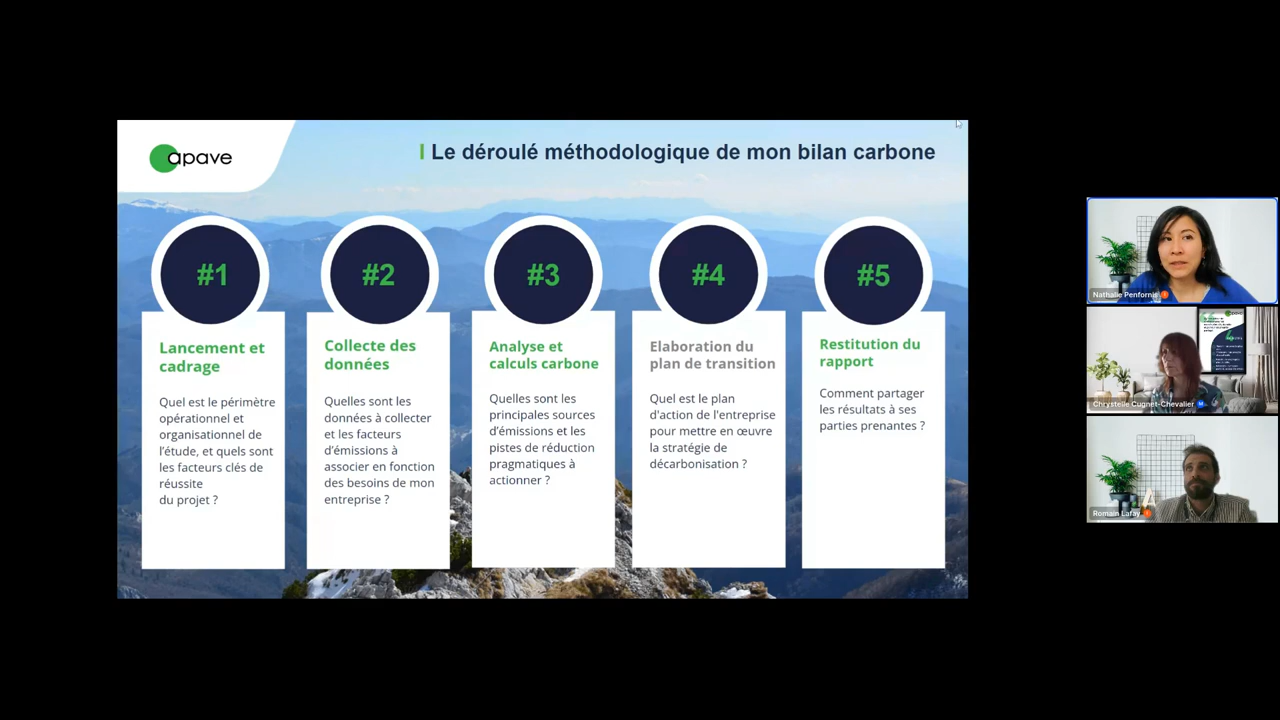 apave
Le déroulé méthodologique de mon bilan carbone
#1
#2
#3
#4
#5
Lancement et
cadrage
Quel est le périmètre
opérationnel et
organisationnel de
l'étude, et quels sont
les facteurs clés de
réussite
du projet ?
Collecte des
données
Quelles sont les
données à collecter
et les facteurs
d'émissions à
associer en fonction
des besoins de mon
entreprise ?
Analyse et
calculs carbone
Quelles sont les
principales sources
d'émissions et les
pistes de réduction
pragmatiques à
actionner ?
Elaboration du
plan de transition
Quel est le plan
d'action de l'entreprise
pour mettre en œuvre
la stratégie de
décarbonisation ?
Restitution du
rapport
Comment partager
les résultats à ses
parties prenantes ?
Nathalie Penfornis
Chrystelle Cugnet-Chevalier
Romain Lafay